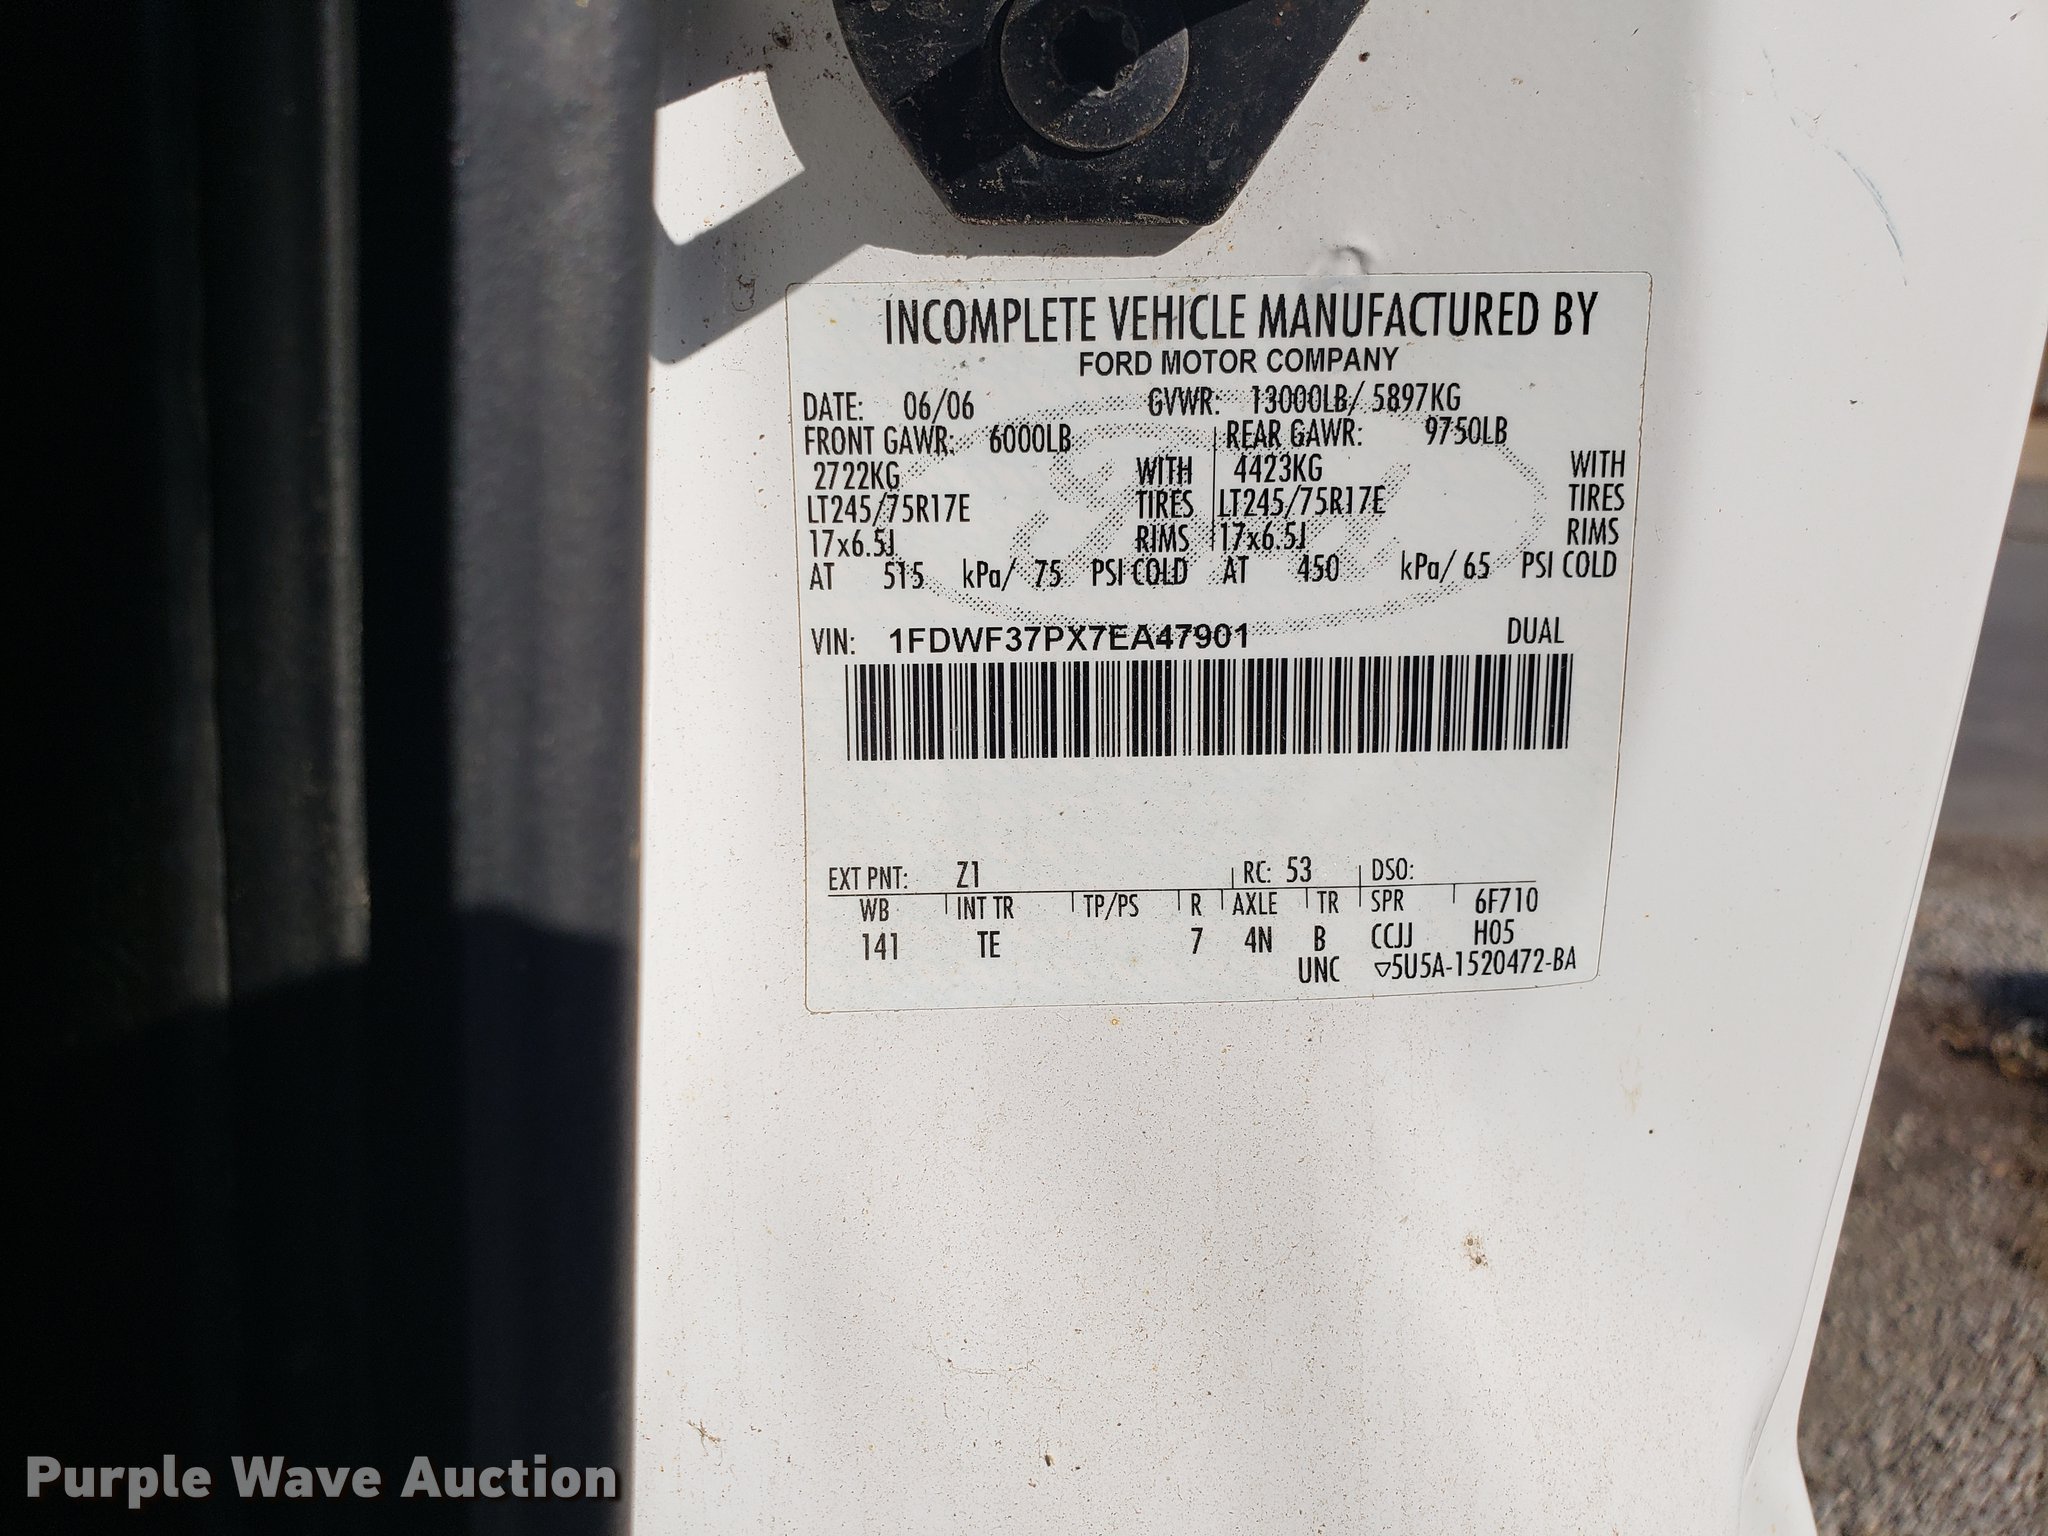 INCOMPLETE VEHICLE MANUFACTURED BY
FORD MOTOR COMPANY
DATE: 06/06 GVWR: 13000LB/ 5897KG
FRONT GAWR: 6000LB REAR GAWR: 9750LB
2722KG WITH 4423KG WITH
LT245/75R17E TIRES LT245/75R17E TIRES
17x6.5J RIMS 17x6.5J RIMS
AT 515 kPa/ 75 PSI COLD AT 450 kPa/ 65 PSI COLD
VIN: 1FDWF37PX7EA47901 DUAL
EXT PNT: Z1 RC: 53 DSO:
WB INT TR TP/PS R AXLE TR SPR 6F710
141 TE 7 4N B CCJJ H05
UNC ▽5U5A-1520472-BA
Purple Wave Auction